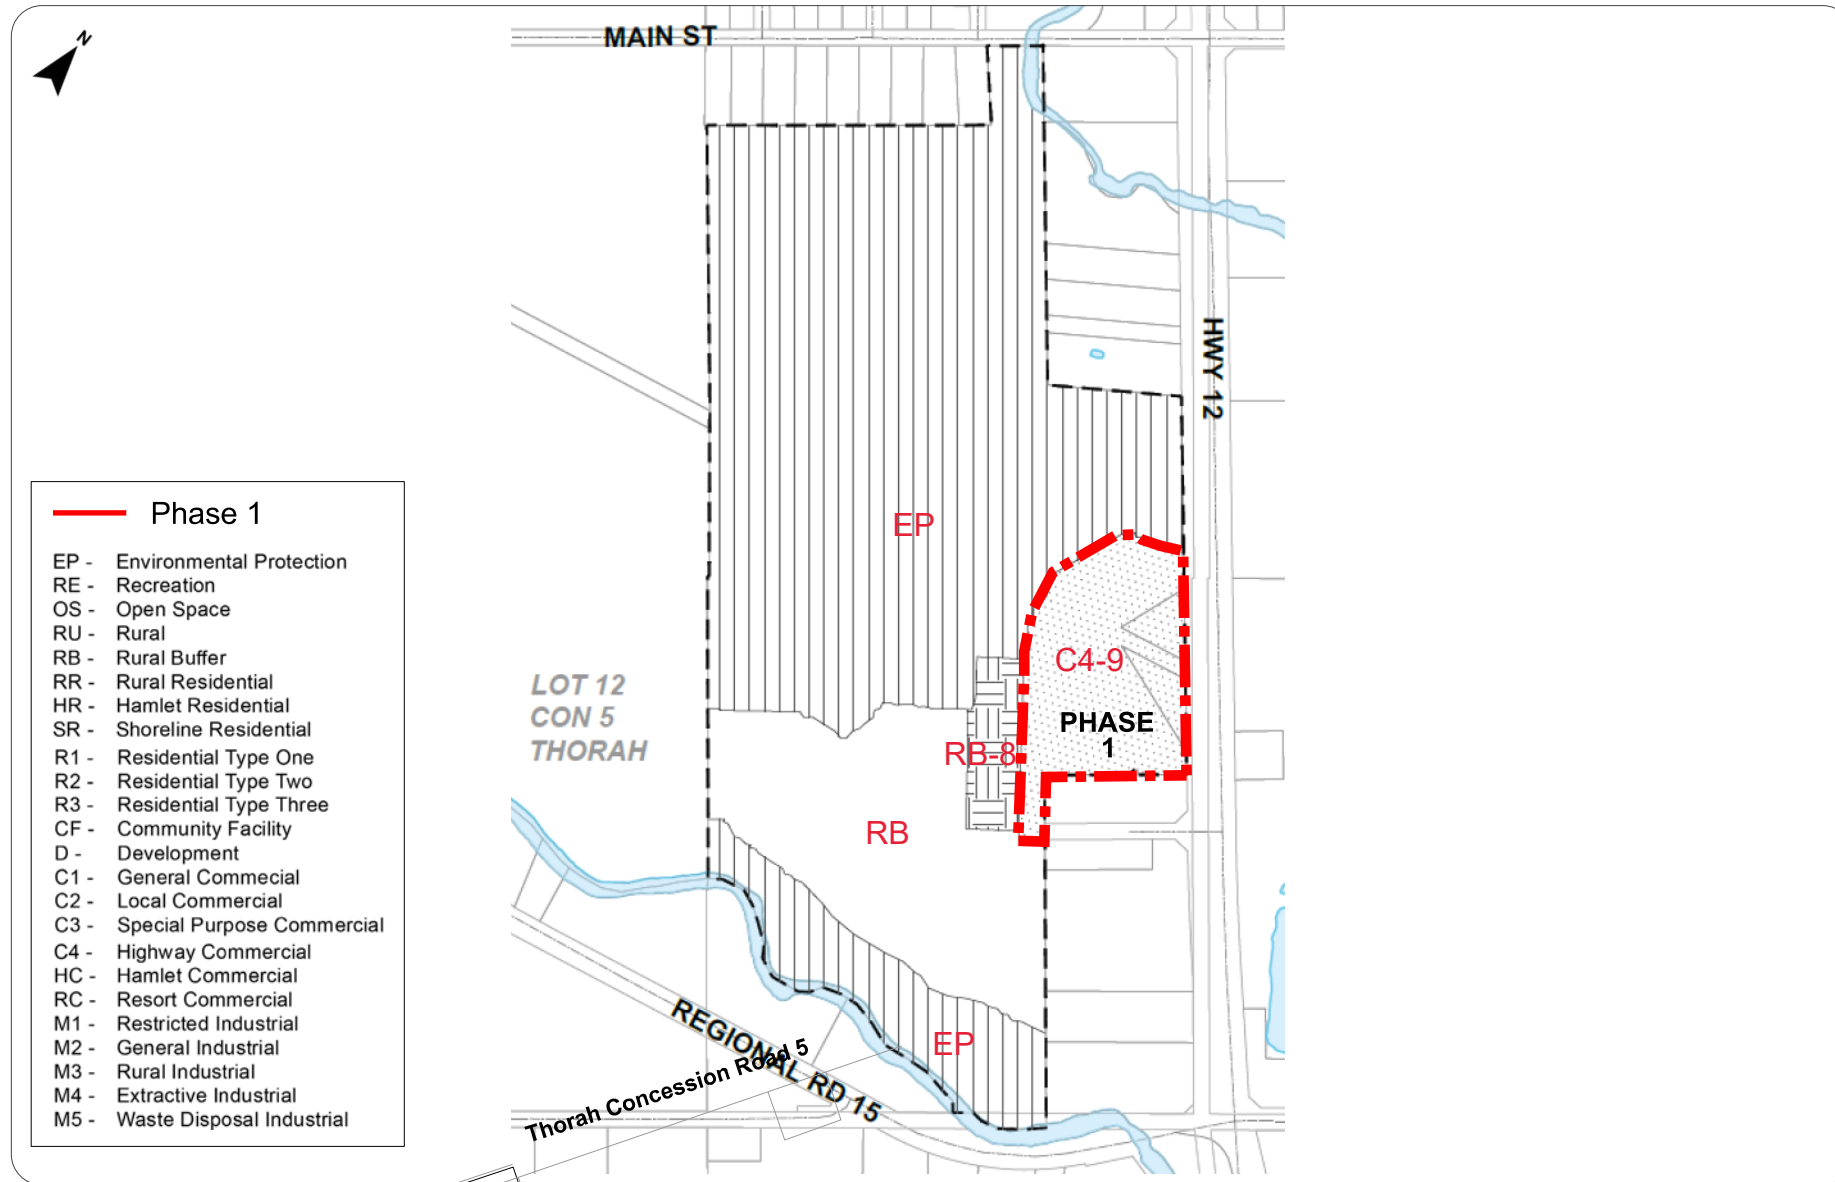 N
MAIN ST
HWY 12
Phase 1
EP - Environmental Protection
RE - Recreation
OS - Open Space
RU - Rural
RB - Rural Buffer
RR - Rural Residential
HR - Hamlet Residential
SR - Shoreline Residential
R1 - Residential Type One
R2 - Residential Type Two
R3 - Residential Type Three
CF - Community Facility
D - Development
C1 - General Commecial
C2 - Local Commercial
C3 - Special Purpose Commercial
C4 - Highway Commercial
HC - Hamlet Commercial
RC - Resort Commercial
M1 - Restricted Industrial
M2 - General Industrial
M3 - Rural Industrial
M4 - Extractive Industrial
M5 - Waste Disposal Industrial
EP
C4-9
PHASE
1
LOT 12
CON 5
THORAH
RB-8
RB
EP
REGIONAL RD 15
Thorah Concession Road 5